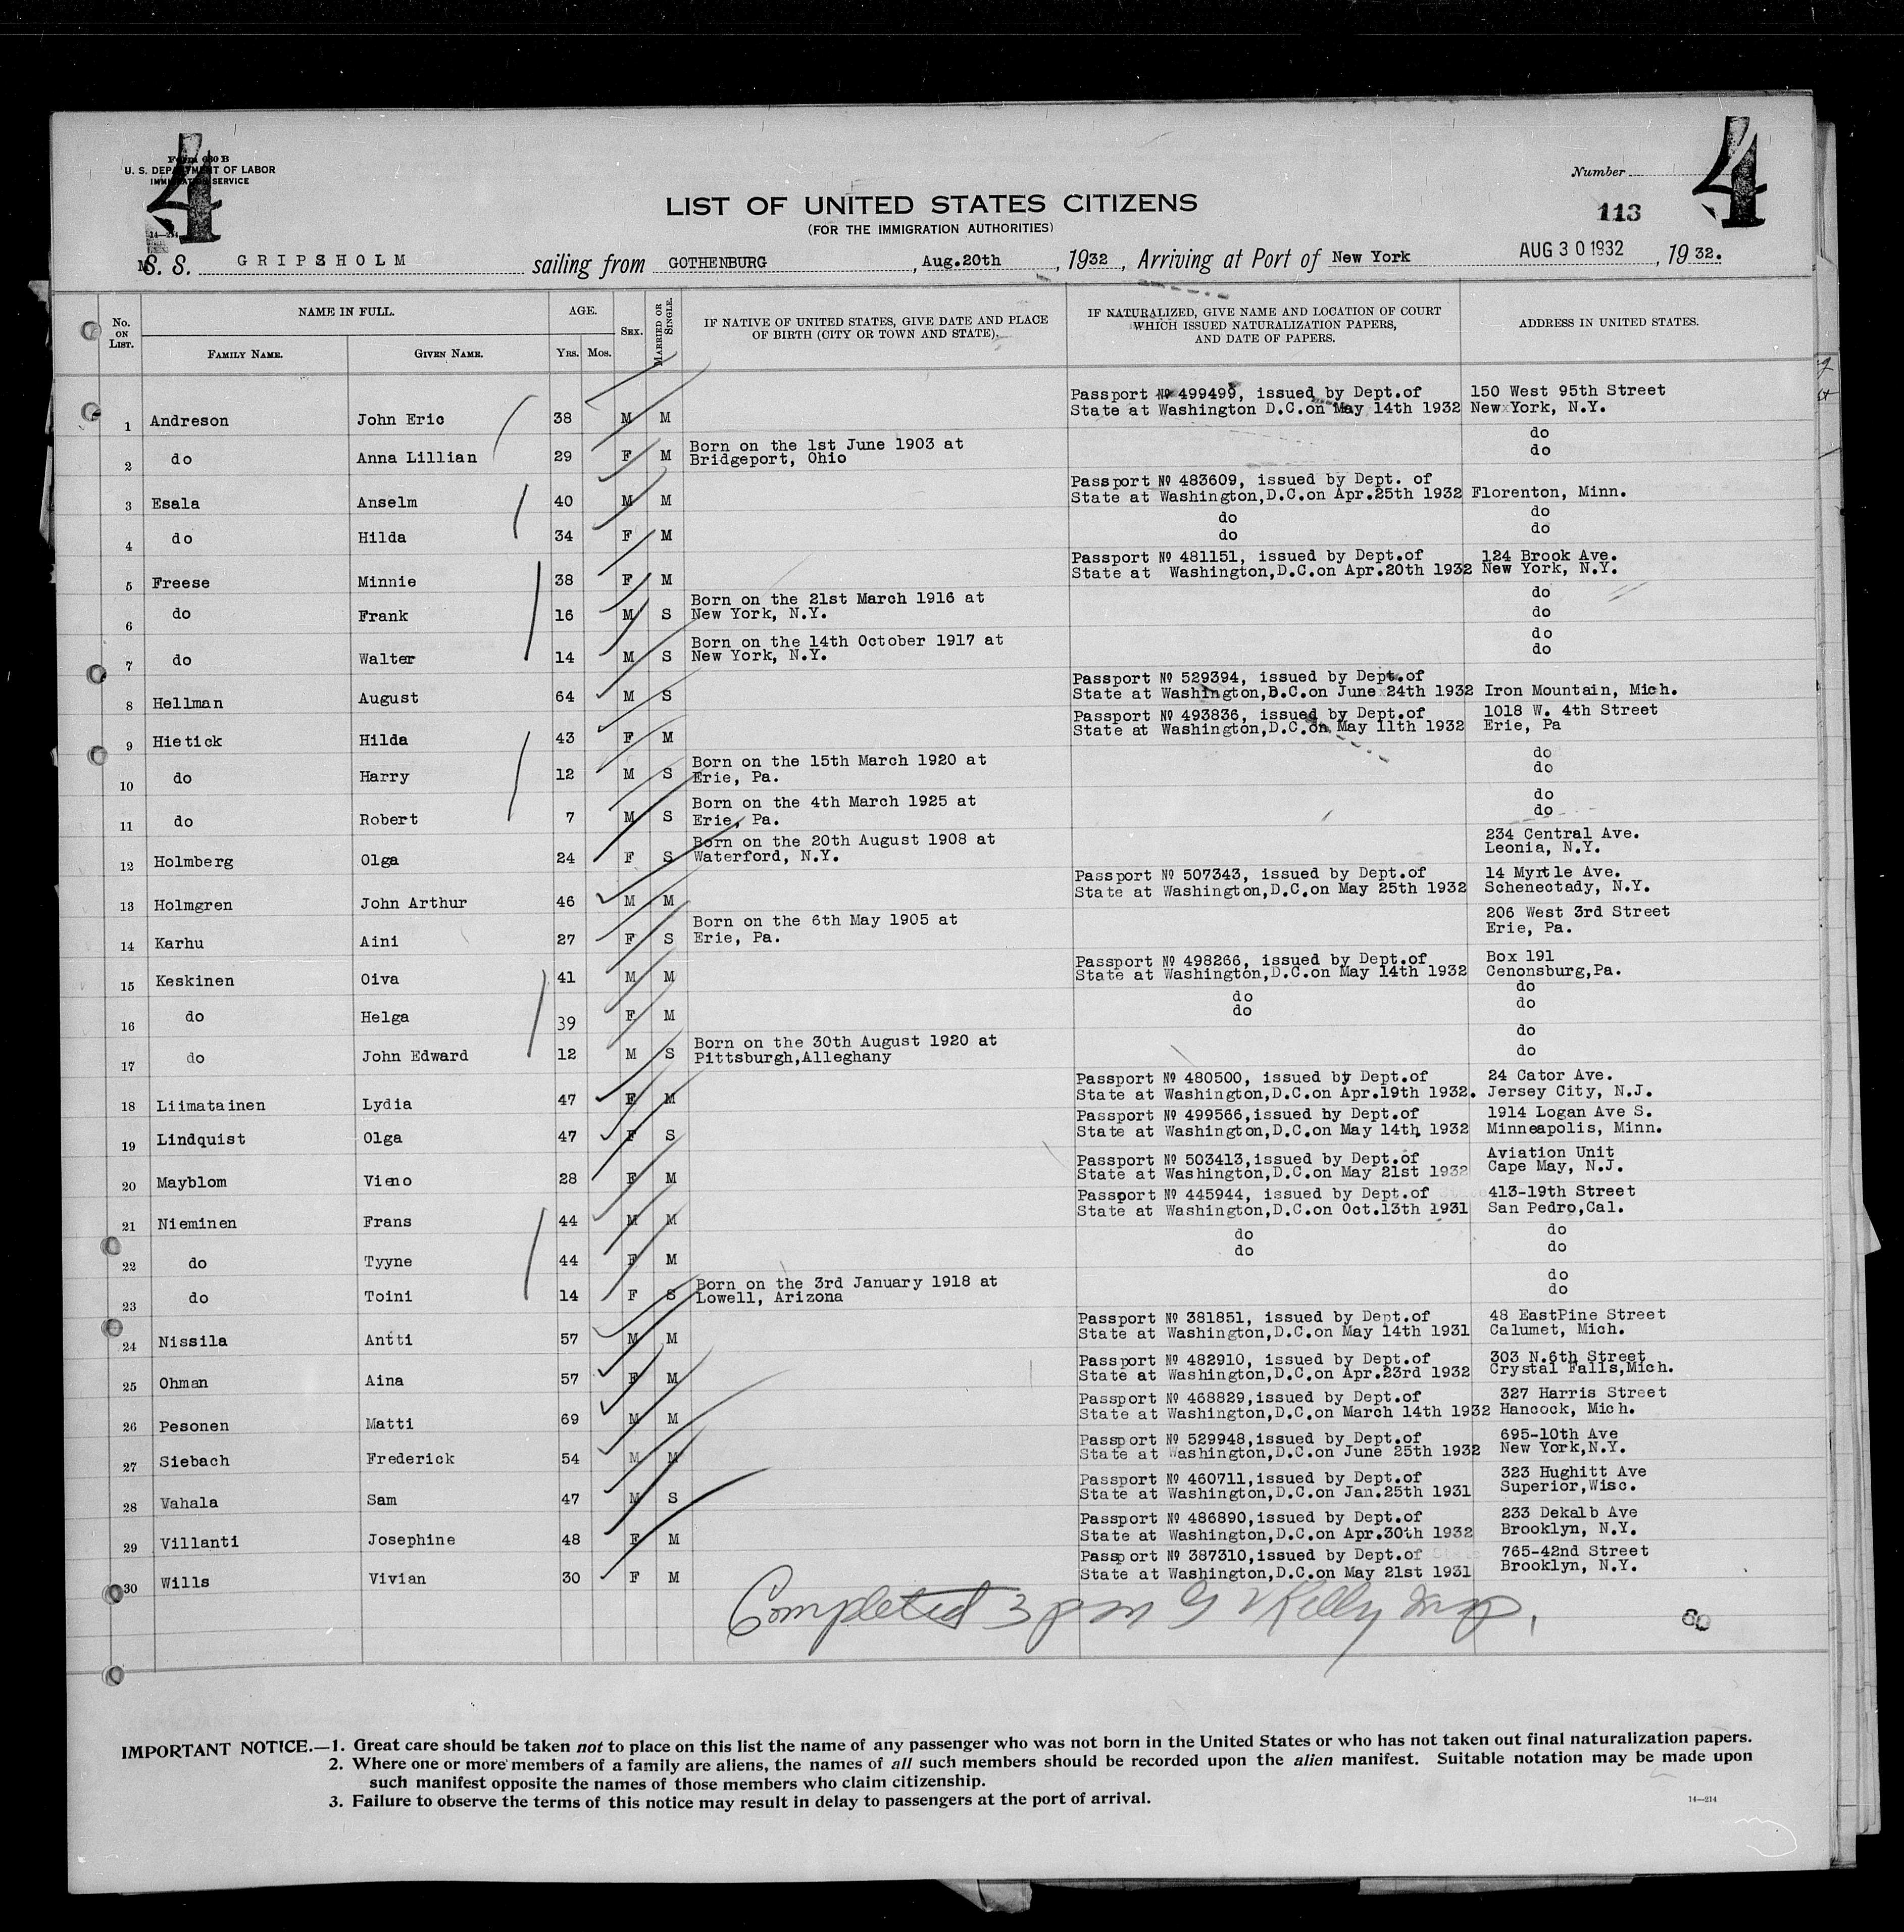 4
Form 630 B
U. S. DEPARTMENT OF LABOR
IMMIGRATION SERVICE
14—214
Number
4
113
LIST OF UNITED STATES CITIZENS
(FOR THE IMMIGRATION AUTHORITIES)
M S. S. GRIPSHOLM sailing from GOTHENBURG, Aug.20th, 1932, Arriving at Port of New York AUG 30 1932, 19 32.
No. ON LIST. NAME IN FULL. AGE. SEX. MARRIED OR SINGLE. IF NATIVE OF UNITED STATES, GIVE DATE AND PLACE OF BIRTH (CITY OR TOWN AND STATE). IF NATURALIZED, GIVE NAME AND LOCATION OF COURT WHICH ISSUED NATURALIZATION PAPERS, AND DATE OF PAPERS. ADDRESS IN UNITED STATES.
FAMILY NAME. GIVEN NAME. YRS. MOS.
Passport № 499499, issued by Dept.of 150 West 95th Street
1 Andreson John Eric 38 M M State at Washington D.C.on May 14th 1932 New York, N.Y.
Born on the 1st June 1903 at do
2 do Anna Lillian 29 F M Bridgeport, Ohio do
Passport № 483609, issued by Dept. of
3 Esala Anselm 40 M M State at Washington,D.C.on Apr.25th 1932 Florenton, Minn.
do do
4 do Hilda 34 F M do do
Passport № 481151, issued by Dept.of 124 Brook Ave.
5 Freese Minnie 38 F M State at Washington,D.C.on Apr.20th 1932 New York, N.Y.
Born on the 21st March 1916 at do
6 do Frank 16 M S New York, N.Y. do
Born on the 14th October 1917 at do
7 do Walter 14 M S New York, N.Y. do
Passport № 529394, issued by Dept.of
8 Hellman August 64 M S State at Washington,D.C.on June 24th 1932 Iron Mountain, Mich.
Passport № 493836, issued by Dept.of 1018 W. 4th Street
9 Hietick Hilda 43 F M State at Washington,D.C.on May 11th 1932 Erie, Pa
Born on the 15th March 1920 at do
10 do Harry 12 M S Erie, Pa. do
Born on the 4th March 1925 at do
11 do Robert 7 M S Erie, Pa. do
Born on the 20th August 1908 at 234 Central Ave.
12 Holmberg Olga 24 F S Waterford, N.Y. Leonia, N.Y.
Passport № 507343, issued by Dept.of 14 Myrtle Ave.
13 Holmgren John Arthur 46 M M State at Washington,D.C.on May 25th 1932 Schenectady, N.Y.
Born on the 6th May 1905 at 206 West 3rd Street
14 Karhu Aini 27 F S Erie, Pa. Erie, Pa.
Passport № 498266, issued by Dept.of Box 191
15 Keskinen Oiva 41 M M State at Washington,D.C.on May 14th 1932 Cenonsburg,Pa.
do do
16 do Helga 39 F M do do
Born on the 30th August 1920 at do
17 do John Edward 12 M S Pittsburgh,Alleghany do
Passport № 480500, issued by Dept.of 24 Cator Ave.
18 Liimatainen Lydia 47 F M State at Washington,D.C.on Apr.19th 1932. Jersey City, N.J.
Passport № 499566,issued by Dept.of 1914 Logan Ave S.
19 Lindquist Olga 47 F S State at Washington,D.C.on May 14th 1932 Minneapolis, Minn.
Passport № 503413,issued by Dept.of Aviation Unit
20 Mayblom Vieno 28 F M State at Washington,D.C.on May 21st 1932 Cape May, N.J.
Passport № 445944, issued by Dept.of 413-19th Street
21 Nieminen Frans 44 M M State at Washington,D.C.on Oct.13th 1931 San Pedro,Cal.
do do
22 do Tyyne 44 F M do do
Born on the 3rd January 1918 at do
23 do Toini 14 F S Lowell, Arizona do
Passport № 381851, issued by Dept.of 48 EastPine Street
24 Nissila Antti 57 M M State at Washington,D.C.on May 14th 1931 Calumet, Mich.
Passport № 482910, issued by Dept.of 303 N.6th Street
25 Ohman Aina 57 F M State at Washington,D.C.on Apr.23rd 1932 Crystal Falls,Mich.
Passport № 468829,issued by Dept.of 327 Harris Street
26 Pesonen Matti 69 M M State at Washington,D.C.on March 14th 1932 Hancock, Mich.
Passport № 529948,issued by Dept.of 695-10th Ave
27 Siebach Frederick 54 M M State at Washington,D.C.on June 25th 1932 New York,N.Y.
Passport № 460711,issued by Dept.of 323 Hughitt Ave
28 Vahala Sam 47 M S State at Washington,D.C.on Jan.25th 1931 Superior,Wisc.
Passport № 486890,issued by Dept.of 233 Dekalb Ave
29 Villanti Josephine 48 F M State at Washington,D.C.on Apr.30th 1932 Brooklyn, N.Y.
Passport № 387310,issued by Dept.of 765-42nd Street
30 Wills Vivian 30 F M State at Washington,D.C.on May 21st 1931 Brooklyn, N.Y.
Completed 3 pm G V Kelly Insp.
60
IMPORTANT NOTICE.—1. Great care should be taken not to place on this list the name of any passenger who was not born in the United States or who has not taken out final naturalization papers.
2. Where one or more members of a family are aliens, the names of all such members should be recorded upon the alien manifest. Suitable notation may be made upon
such manifest opposite the names of those members who claim citizenship.
3. Failure to observe the terms of this notice may result in delay to passengers at the port of arrival.
14—214